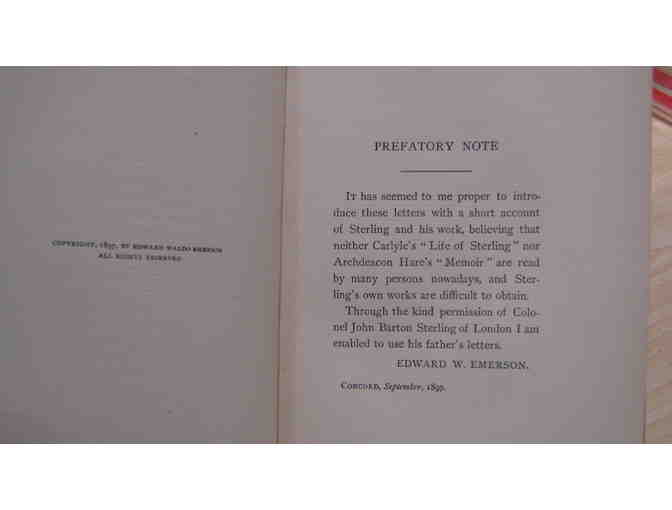 COPYRIGHT, 1897, BY EDWARD WALDO EMERSON
ALL RIGHTS RESERVED
PREFATORY NOTE
IT has seemed to me proper to intro-
duce these letters with a short account
of Sterling and his work, believing that
neither Carlyle's "Life of Sterling" nor
Archdeacon Hare's "Memoir" are read
by many persons nowadays, and Ster-
ling's own works are difficult to obtain.
Through the kind permission of Colo-
nel John Barton Sterling of London I am
enabled to use his father's letters.
EDWARD W. EMERSON.
CONCORD, September, 1897.